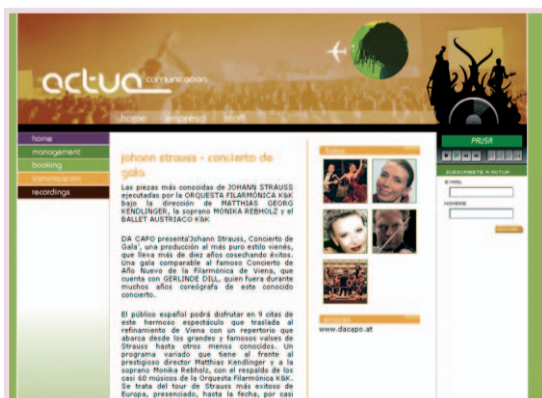 actua comunicacion
home empresa staff
home
management
booking
comunicacion
recordings
johann strauss - concierto de
gala
Las piezas más conocidas de JOHANN STRAUSS
ejecutadas por la ORQUESTA FILARMÓNICA K&K
bajo la dirección de MATTHIAS GEORG
KENDLINGER, la soprano MONIKA REBHOLZ y el
BALLET AUSTRIACO K&K
DA CAPO presenta'Johann Strauss, Concierto de
Gala', una producción al más puro estilo vienés,
que lleva más de diez años cosechando éxitos.
Una gala comparable al famoso Concierto de
Año Nuevo de la Filarmónica de Viena, que
cuenta con GERLINDE DILL, quien fuera durante
muchos años coreógrafa de este conocido
concierto.
El público español podrá disfrutar en 9 citas de
este hermoso espectáculo que traslada al
refinamiento de Viena con un repertorio que
abarca desde los grandes y famosos valses de
Strauss hasta otros menos conocidos. Un
programa variado que tiene al frente al
prestigioso director Matthias Kendlinger y a la
soprano Monika Rebholz, con el respaldo de los
casi 60 músicos de la Orquesta Filarmónica K&K.
Se trata del tour de Strauss más exitoso de
Europa, presenciado, hasta la fecha, por casi
fotos
enlaces
www.dacapo.at
PAUSA
SUBSCRIBETE A ACTUA
E-MAIL
NOMBRE